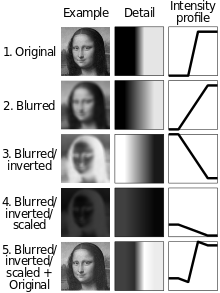 Example Detail Intensity
profile
1. Original
2. Blurred
3. Blurred/
inverted
4. Blurred/
inverted/
scaled
5. Blurred/
inverted/
scaled +
Original